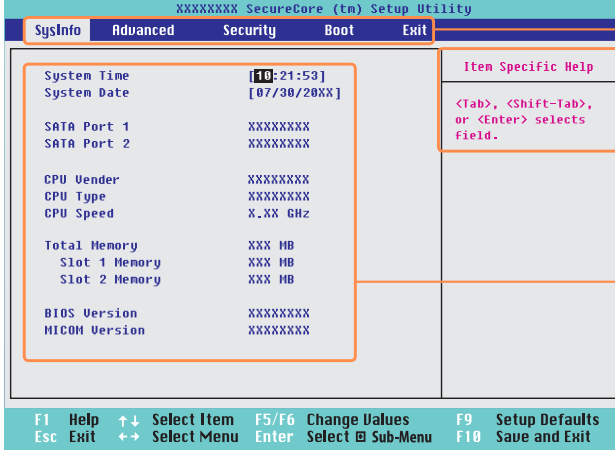 XXXXXXXX SecureCore (tm) Setup Utility
SysInfo Advanced Security Boot Exit
System Time [10:21:53]
System Date [07/30/20XX]
SATA Port 1 XXXXXXXX
SATA Port 2 XXXXXXXX
CPU Vender XXXXXXXX
CPU Type XXXXXXXX
CPU Speed X.XX GHz
Total Memory XXX MB
Slot 1 Memory XXX MB
Slot 2 Memory XXX MB
BIOS Version XXXXXXXX
MICOM Version XXXXXXXX
Item Specific Help
<Tab>, <Shift-Tab>,
or <Enter> selects
field.
F1 Help ↑↓ Select Item F5/F6 Change Values F9 Setup Defaults
Esc Exit ←→ Select Menu Enter Select Sub-Menu F10 Save and Exit